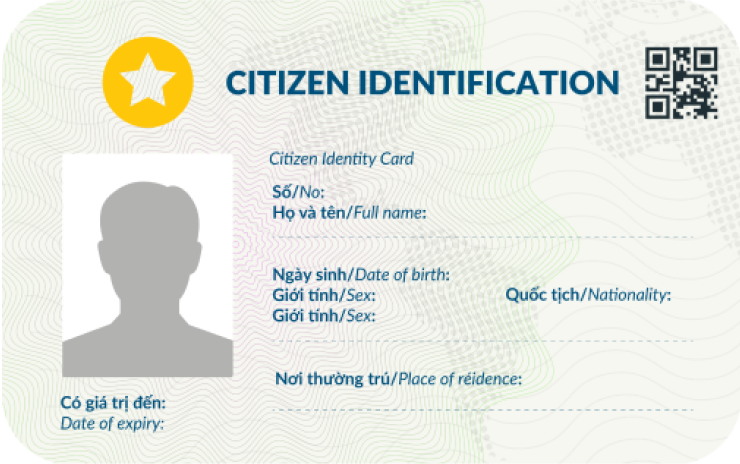 CITIZEN IDENTIFICATION
Citizen Identity Card
Số/No:
Họ và tên/Full name:
Ngày sinh/Date of birth:
Giới tính/Sex: Quốc tịch/Nationality:
Giới tính/Sex:
Nơi thường trú/Place of réidence:
Có giá trị đến:
Date of expiry: